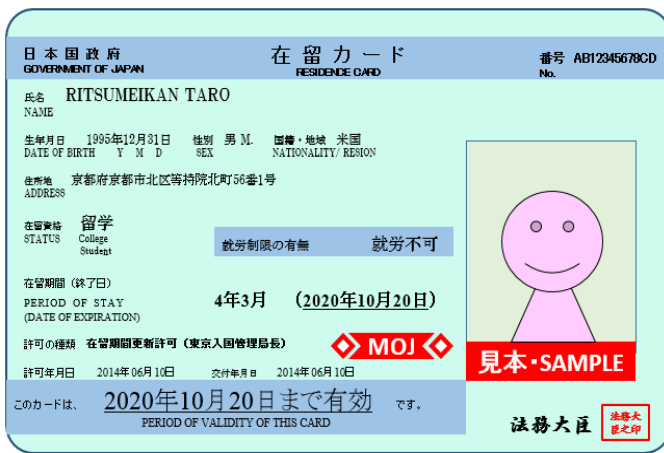 日本国政府 在留カード 番号 AB12345678CD
GOVERNMENT OF JAPAN RESIDENCE CARD No.
氏名 RITSUMEIKAN TARO
NAME
生年月日 1995年12月31日 性別 男 M. 国籍・地域 米国
DATE OF BIRTH Y M D SEX NATIONALITY/ RESION
住所地 京都府京都市北区等持院北町56番1号
ADDRESS
在留資格 留学
STATUS College
Student
就労制限の有無 就労不可
在留期間（終了日）
PERIOD OF STAY 4年3月 （2020年10月20日）
(DATE OF EXPIRATION)
許可の種類 在留期間更新許可（東京入国管理局長） MOJ
見本・SAMPLE
許可年月日 2014年06月10日 交付年月日 2014年06月10日
このカードは、 2020年10月20日まで有効 です。
PERIOD OF VALIDITY OF THIS CARD
法務大臣 法務大
臣之印